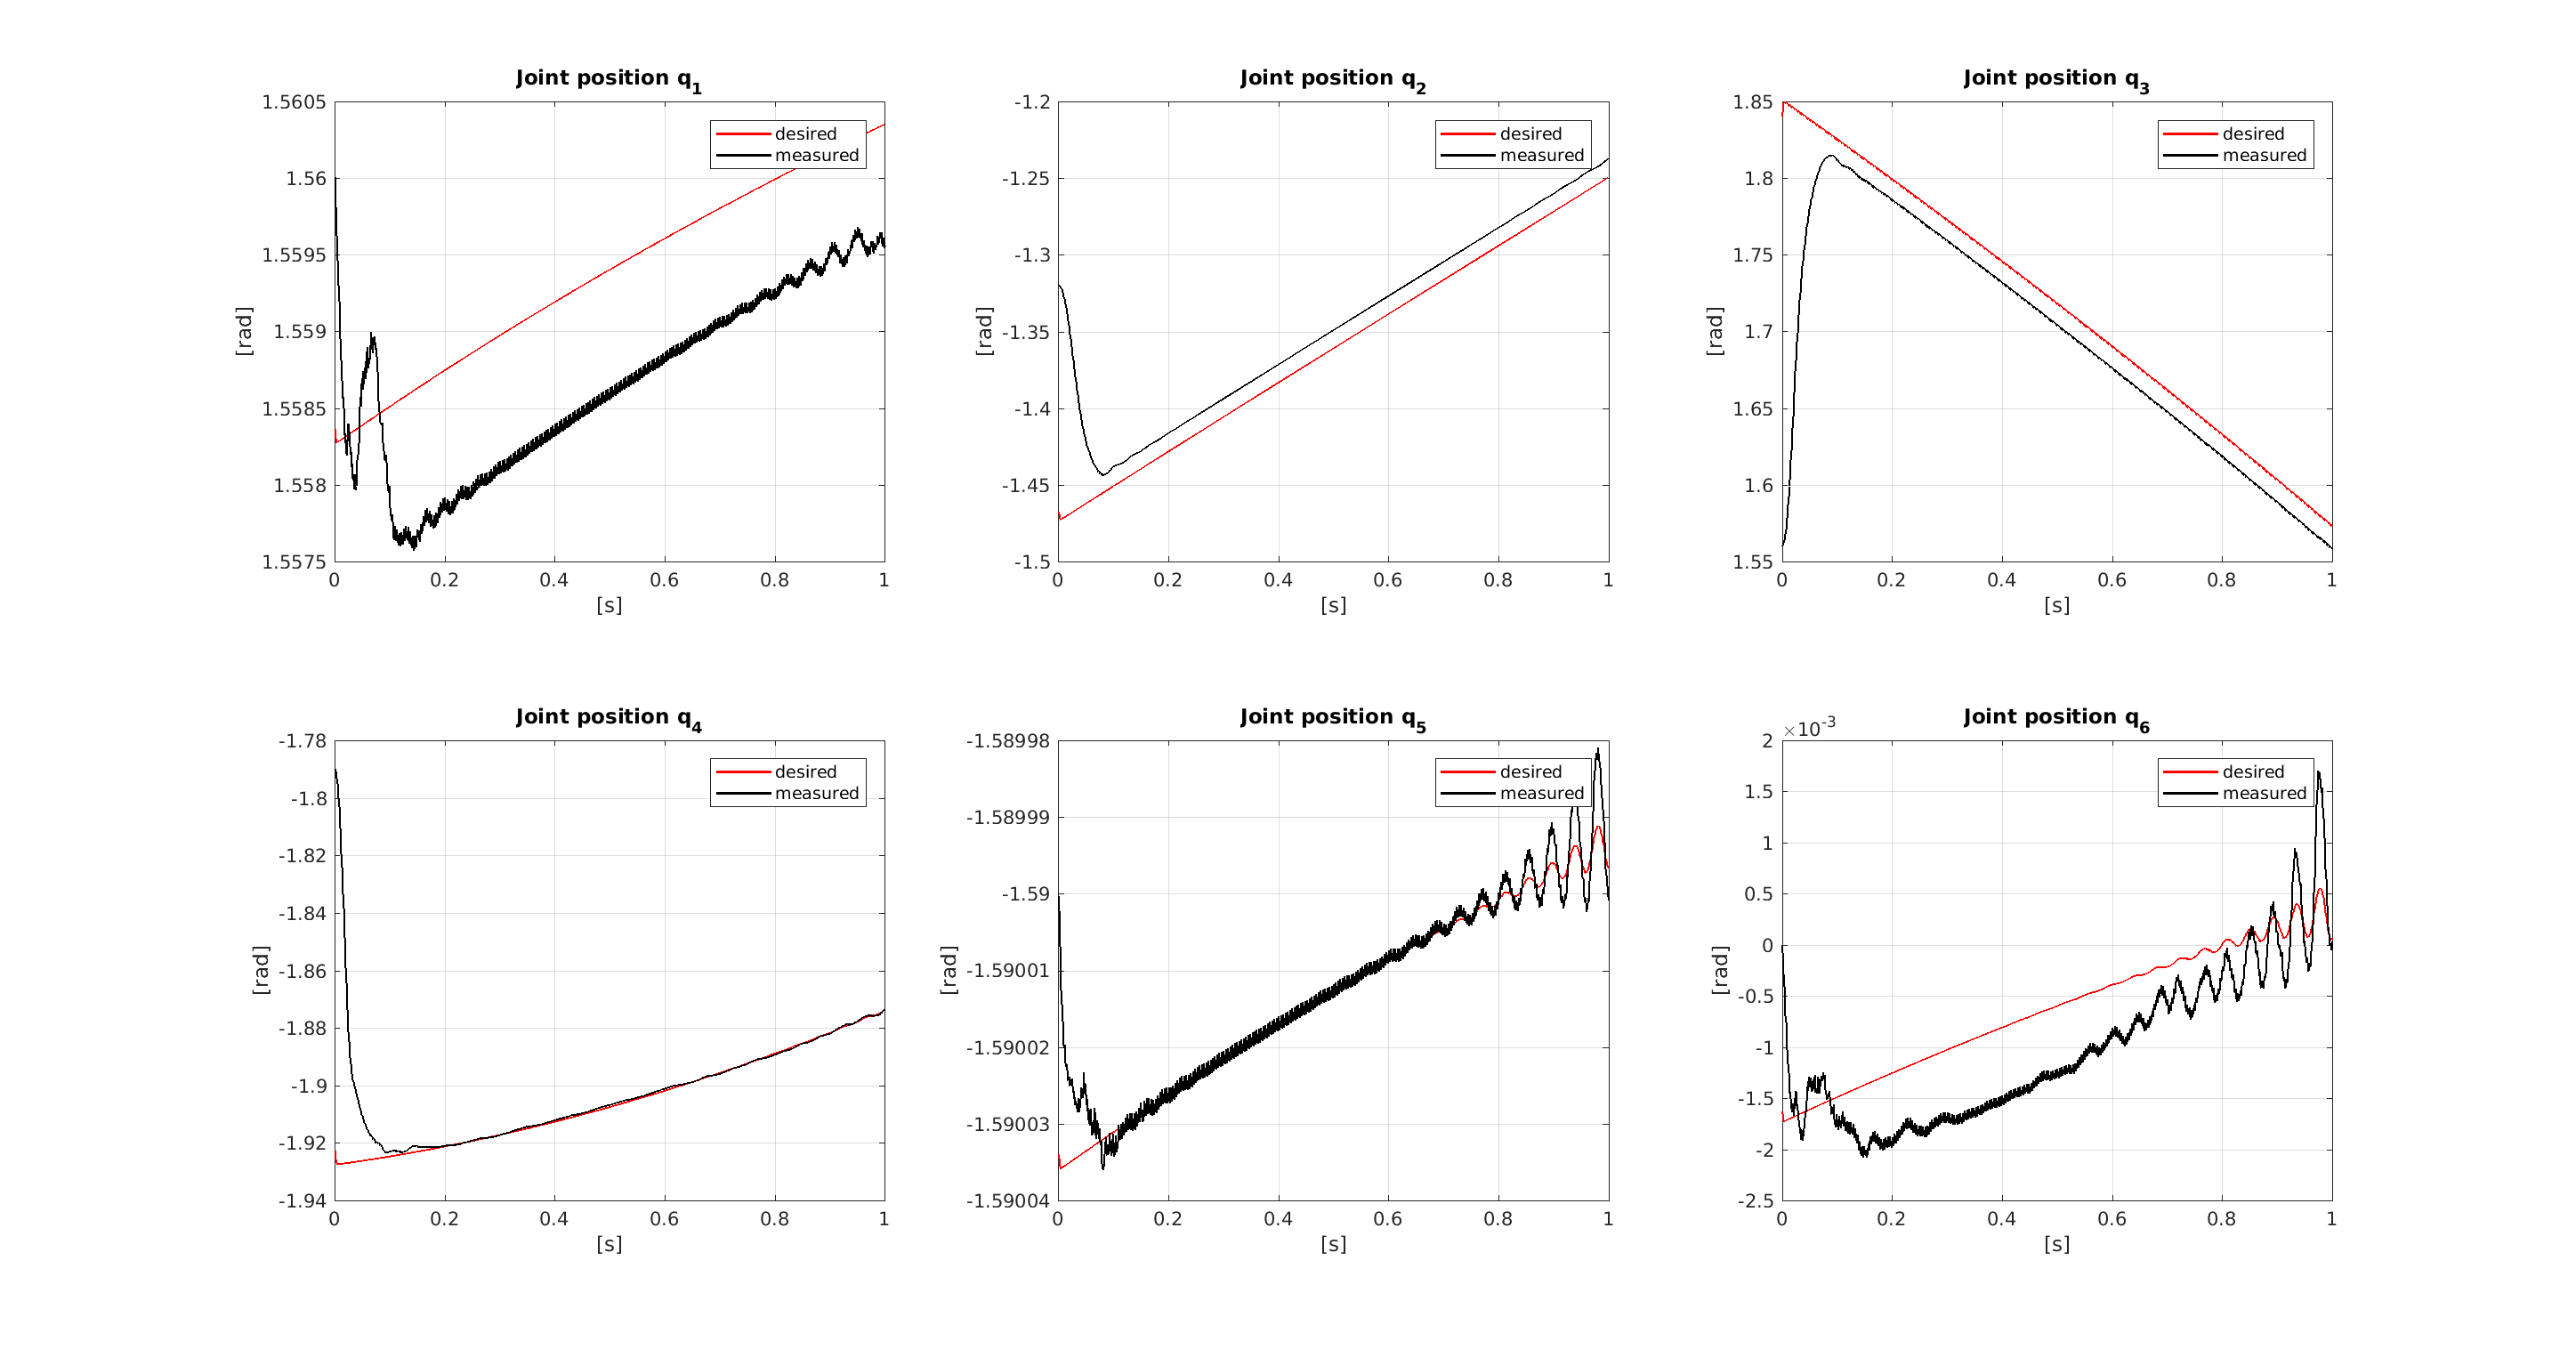 Joint position q1
1.5605
1.56
1.5595
1.559
1.5585
1.558
1.5575
[rad]
desired
measured
0 0.2 0.4 0.6 0.8 1
[s]
Joint position q2
-1.2
-1.25
-1.3
-1.35
-1.4
-1.45
-1.5
[rad]
desired
measured
0 0.2 0.4 0.6 0.8 1
[s]
Joint position q3
1.85
1.8
1.75
1.7
1.65
1.6
1.55
[rad]
desired
measured
0 0.2 0.4 0.6 0.8 1
[s]
Joint position q4
-1.78
-1.8
-1.82
-1.84
-1.86
-1.88
-1.9
-1.92
-1.94
[rad]
desired
measured
0 0.2 0.4 0.6 0.8 1
[s]
Joint position q5
-1.58998
-1.58999
-1.59
-1.59001
-1.59002
-1.59003
-1.59004
[rad]
desired
measured
0 0.2 0.4 0.6 0.8 1
[s]
Joint position q6
×10-3
2
1.5
1
0.5
0
-0.5
-1
-1.5
-2
-2.5
[rad]
desired
measured
0 0.2 0.4 0.6 0.8 1
[s]